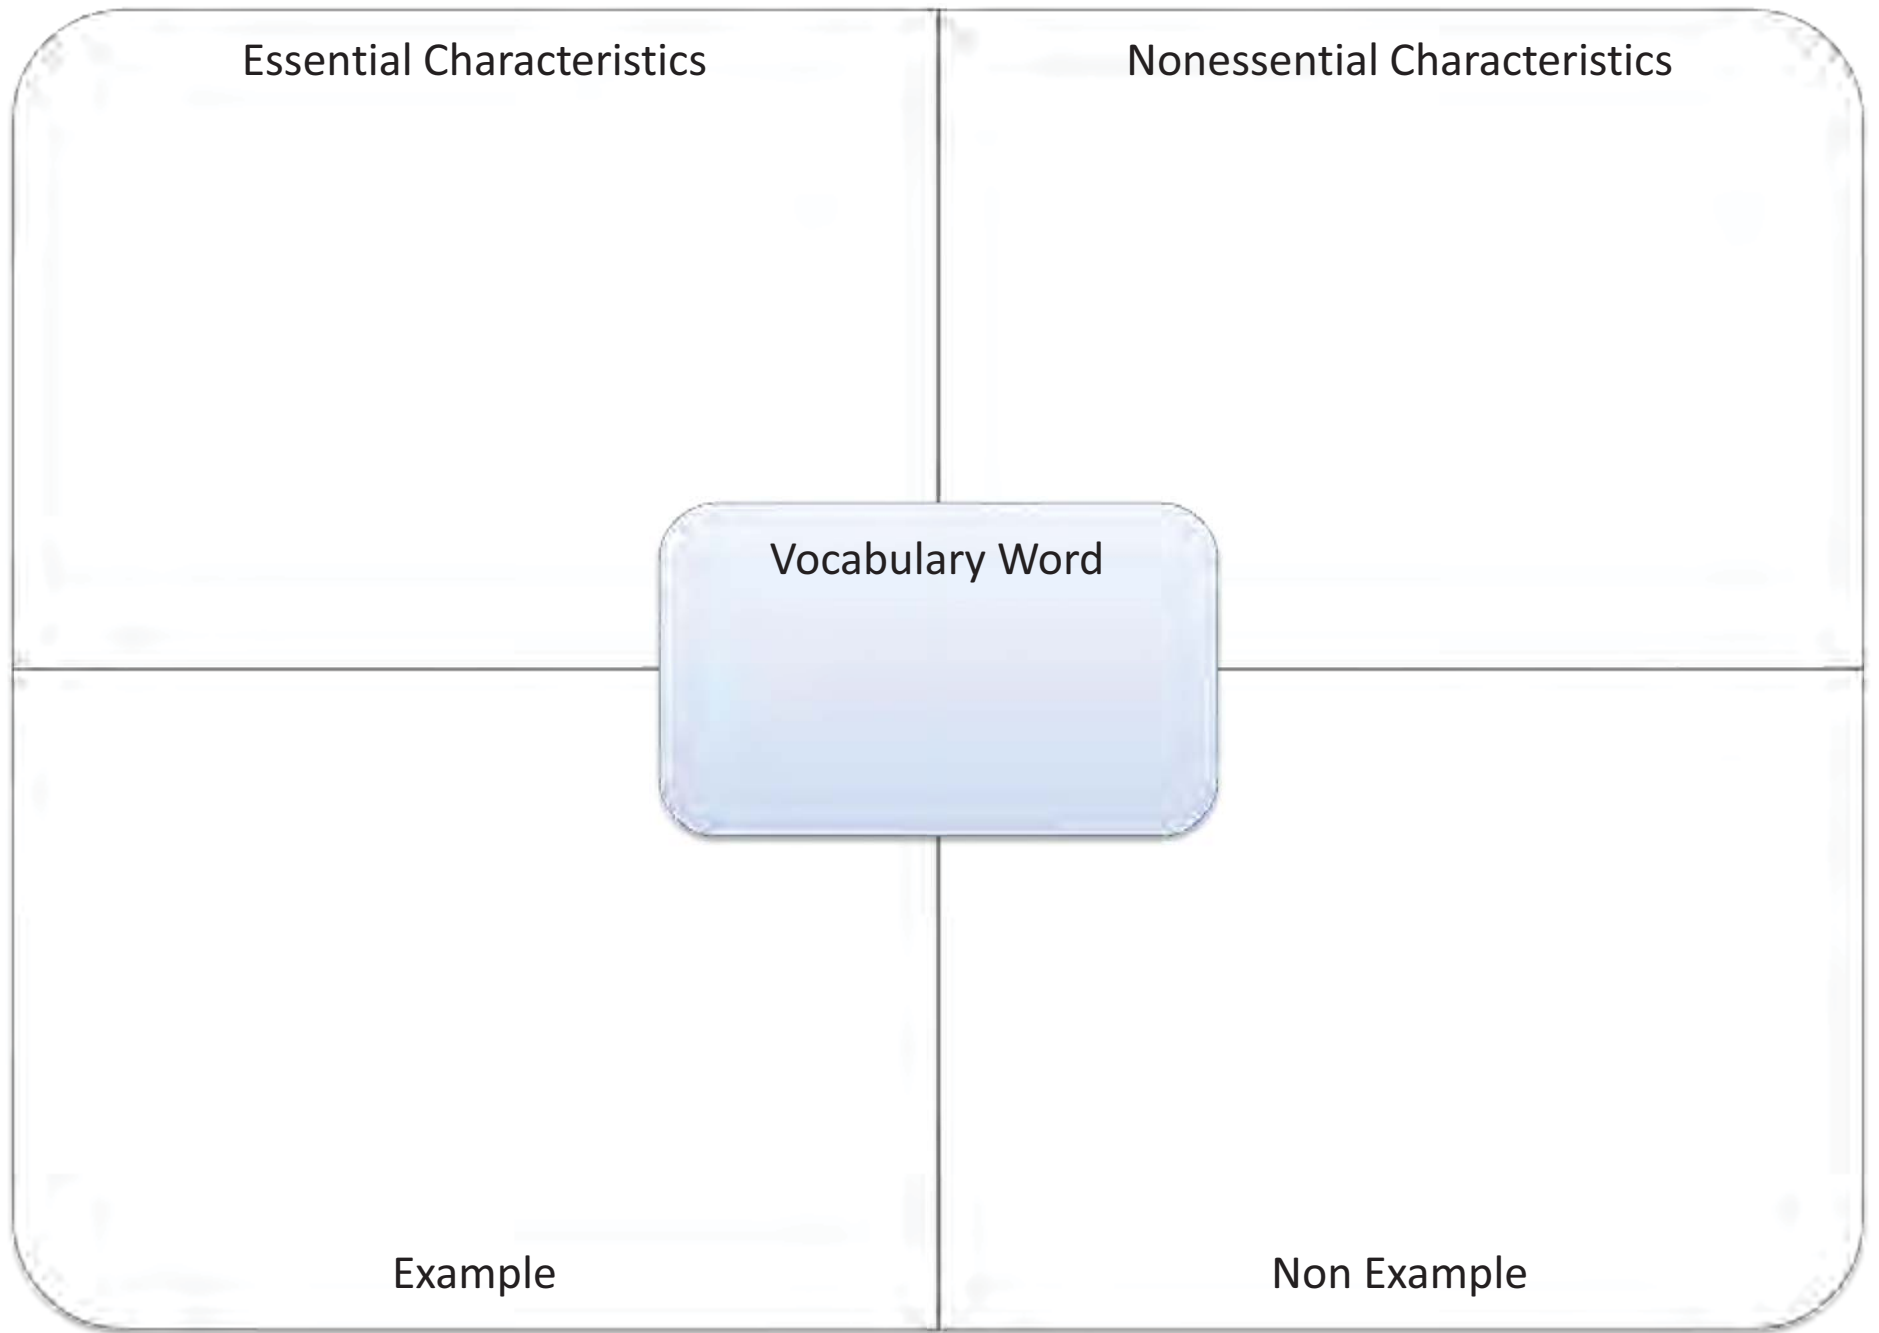 Essential Characteristics
Nonessential Characteristics
Vocabulary Word
Example
Non Example